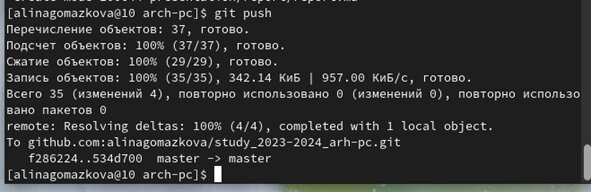 [alinagomazkova@10 arch-pc]$ git push
Перечисление объектов: 37, готово.
Подсчет объектов: 100% (37/37), готово.
Сжатие объектов: 100% (29/29), готово.
Запись объектов: 100% (35/35), 342.14 КиБ | 957.00 КиБ/с, готово.
Всего 35 (изменений 4), повторно использовано 0 (изменений 0), повторно использо
вано пакетов 0
remote: Resolving deltas: 100% (4/4), completed with 1 local object.
To github.com:alinagomazkova/study_2023-2024_arh-pc.git
   f286224..534d700  master -> master
[alinagomazkova@10 arch-pc]$